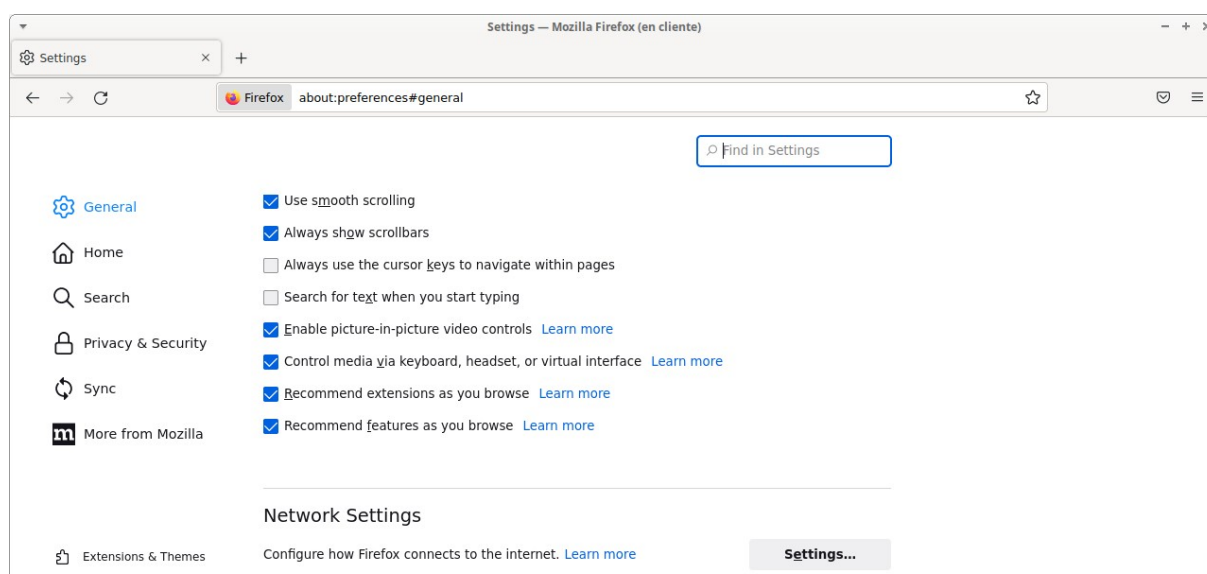 Settings — Mozilla Firefox (en cliente)
Settings
Firefox about:preferences#general
Find in Settings
General
Home
Search
Privacy & Security
Sync
More from Mozilla
Extensions & Themes
Use smooth scrolling
Always show scrollbars
Always use the cursor keys to navigate within pages
Search for text when you start typing
Enable picture-in-picture video controls Learn more
Control media via keyboard, headset, or virtual interface Learn more
Recommend extensions as you browse Learn more
Recommend features as you browse Learn more
Network Settings
Configure how Firefox connects to the internet. Learn more
Settings...